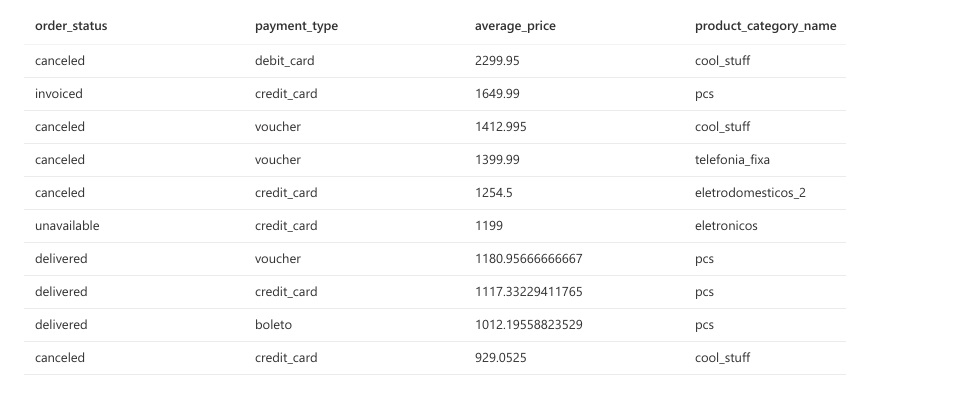 order_status payment_type average_price product_category_name
canceled debit_card 2299.95 cool_stuff
invoiced credit_card 1649.99 pcs
canceled voucher 1412.995 cool_stuff
canceled voucher 1399.99 telefonia_fixa
canceled credit_card 1254.5 eletrodomesticos_2
unavailable credit_card 1199 eletronicos
delivered voucher 1180.95666666667 pcs
delivered credit_card 1117.33229411765 pcs
delivered boleto 1012.19558823529 pcs
canceled credit_card 929.0525 cool_stuff